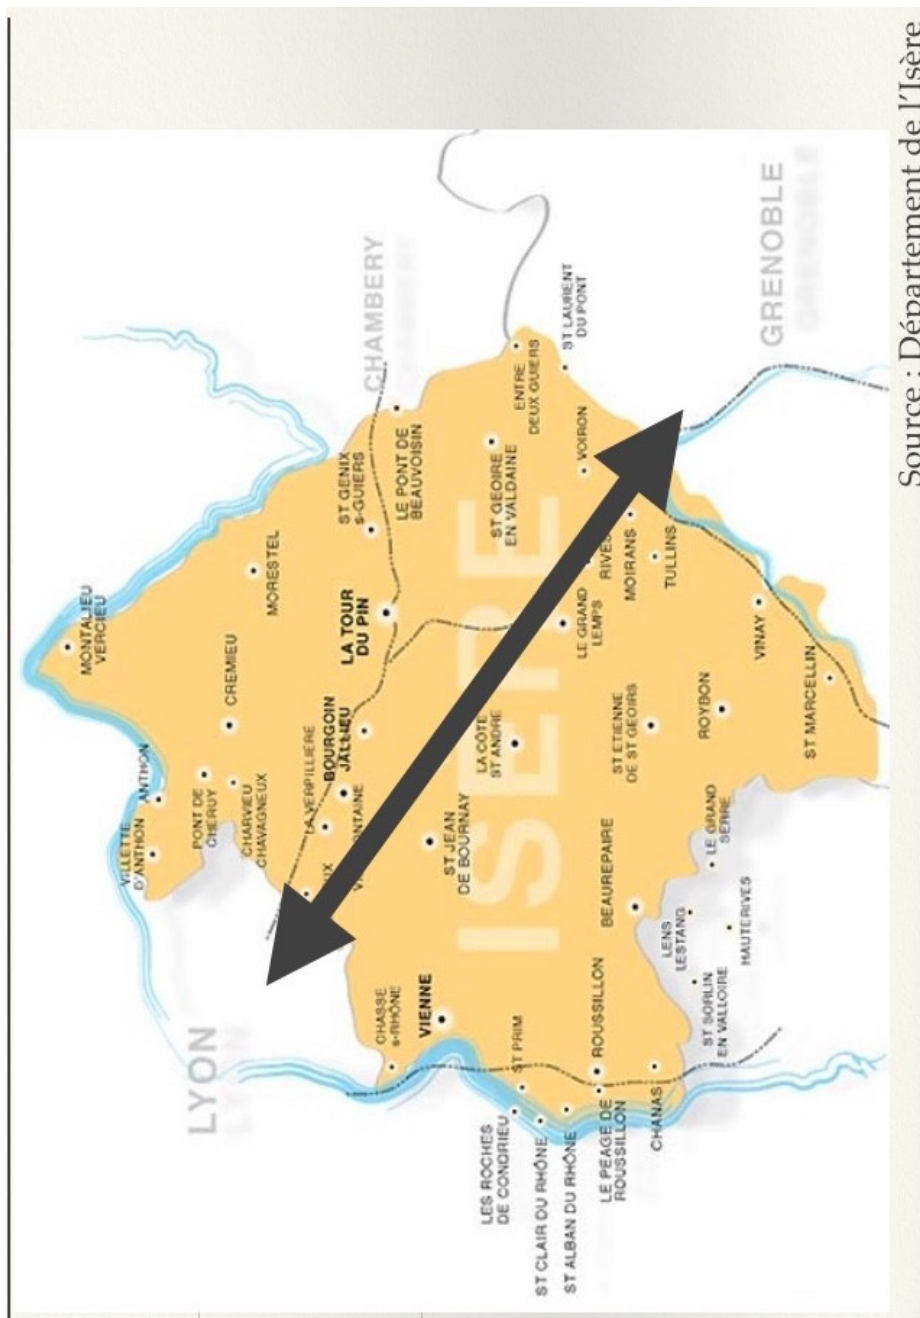 MONTALIEU
VERCIEU
VILLETTE
D'ANTHON
ANTHON
LYON
PONT DE
CHERUY
CREMIEU
CHARVIEU
CHAVAGNEUX
MORESTEL
LA VERPILLIÈRE
BOURGOIN
JALLIEU
LA TOUR
DU PIN
ST GENIX
s-GUIERS
CHAMBERY
CHASSE
s-RHÔNE
LE PONT DE
BEAUVOISIN
VIENNE
ST JEAN
DE BOURNAY
ISERE
LA CÔTE
ST ANDRÉ
ST GEOIRE
EN VALDAINE
LES ROCHES
DE CONDRIEU
ST PRIM
ENTRE
DEUX GUIERS
ST CLAIR DU RHÔNE
ST ALBAN DU RHÔNE
ST LAURENT
DU PONT
LE GRAND
LEMPS
VOIRON
ROUSSILLON
LE PEAGE DE
ROUSSILLON
BEAUREPAIRE
RIVES
ST ETIENNE
DE ST GEOIRS
MOIRANS
CHANAS
TULLINS
LENS
LESTANG
ROYBON
ST SORLIN
EN VALLOIRE
LE GRAND
SERRE
HAUTERIVES
VINAY
GRENOBLE
ST MARCELLIN
Source : Département de l'Isère